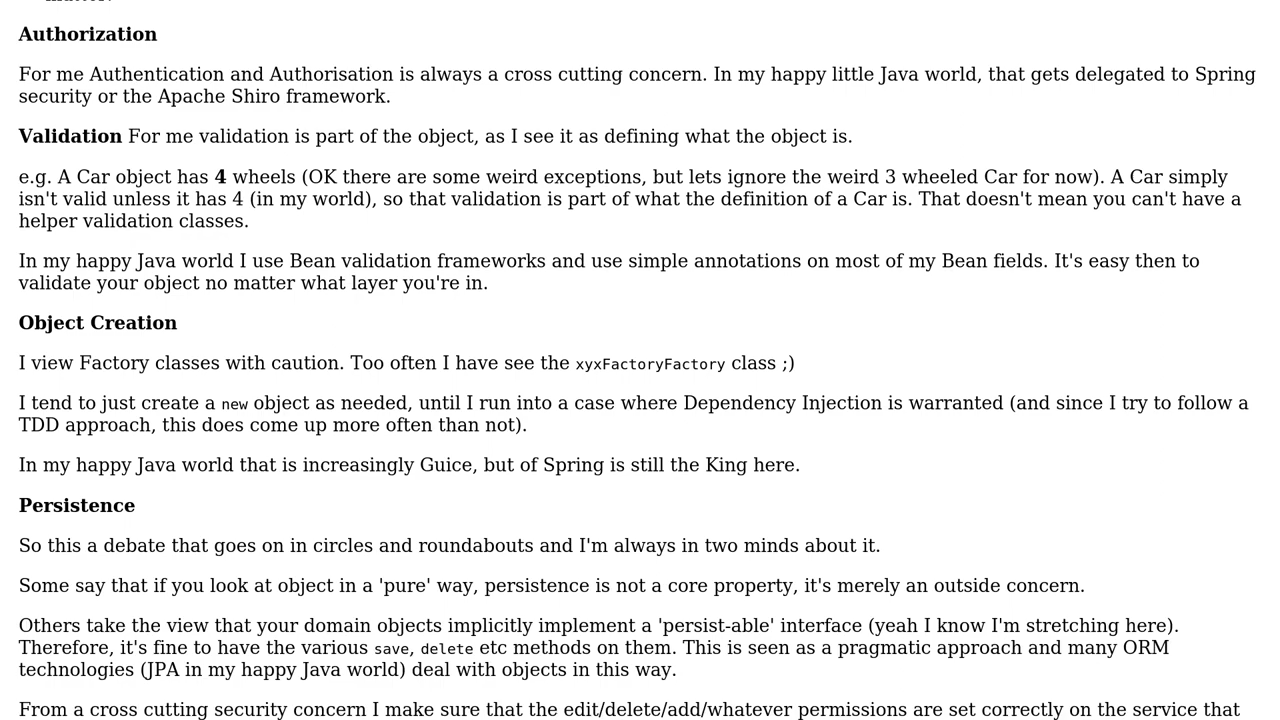 Authorization
For me Authentication and Authorisation is always a cross cutting concern. In my happy little Java world, that gets delegated to Spring
security or the Apache Shiro framework.
Validation For me validation is part of the object, as I see it as defining what the object is.
e.g. A Car object has 4 wheels (OK there are some weird exceptions, but lets ignore the weird 3 wheeled Car for now). A Car simply
isn't valid unless it has 4 (in my world), so that validation is part of what the definition of a Car is. That doesn't mean you can't have a
helper validation classes.
In my happy Java world I use Bean validation frameworks and use simple annotations on most of my Bean fields. It's easy then to
validate your object no matter what layer you're in.
Object Creation
I view Factory classes with caution. Too often I have see the xyxFactoryFactory class ;)
I tend to just create a new object as needed, until I run into a case where Dependency Injection is warranted (and since I try to follow a
TDD approach, this does come up more often than not).
In my happy Java world that is increasingly Guice, but of Spring is still the King here.
Persistence
So this a debate that goes on in circles and roundabouts and I'm always in two minds about it.
Some say that if you look at object in a 'pure' way, persistence is not a core property, it's merely an outside concern.
Others take the view that your domain objects implicitly implement a 'persist-able' interface (yeah I know I'm stretching here).
Therefore, it's fine to have the various save, delete etc methods on them. This is seen as a pragmatic approach and many ORM
technologies (JPA in my happy Java world) deal with objects in this way.
From a cross cutting security concern I make sure that the edit/delete/add/whatever permissions are set correctly on the service that